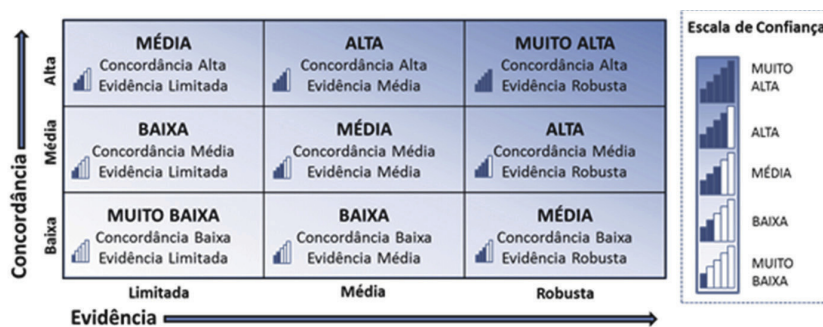 MÉDIA
Concordância Alta
Evidência Limitada
ALTA
Concordância Alta
Evidência Média
MUITO ALTA
Concordância Alta
Evidência Robusta
BAIXA
Concordância Média
Evidência Limitada
MÉDIA
Concordância Média
Evidência Média
ALTA
Concordância Média
Evidência Robusta
MUITO BAIXA
Concordância Baixa
Evidência Limitada
BAIXA
Concordância Baixa
Evidência Média
MÉDIA
Concordância Baixa
Evidência Robusta
Concordância
Alta
Média
Baixa
Limitada
Média
Robusta
Evidência
Escala de Confiança
MUITO
ALTA
ALTA
MÉDIA
BAIXA
MUITO
BAIXA